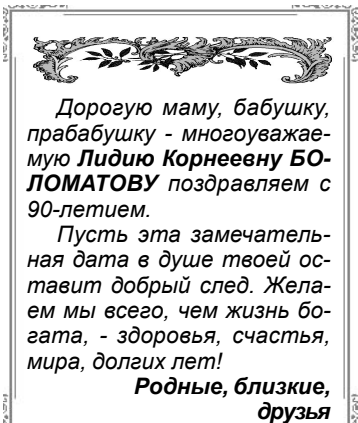 Дорогую маму, бабушку,
прабабушку - многоуважае-
мую Лидию Корнеевну БО-
ЛОМАТОВУ поздравляем с
90-летием.
Пусть эта замечатель-
ная дата в душе твоей ос-
тавит добрый след. Жела-
ем мы всего, чем жизнь бо-
гата, - здоровья, счастья,
мира, долгих лет!
Родные, близкие,
друзья